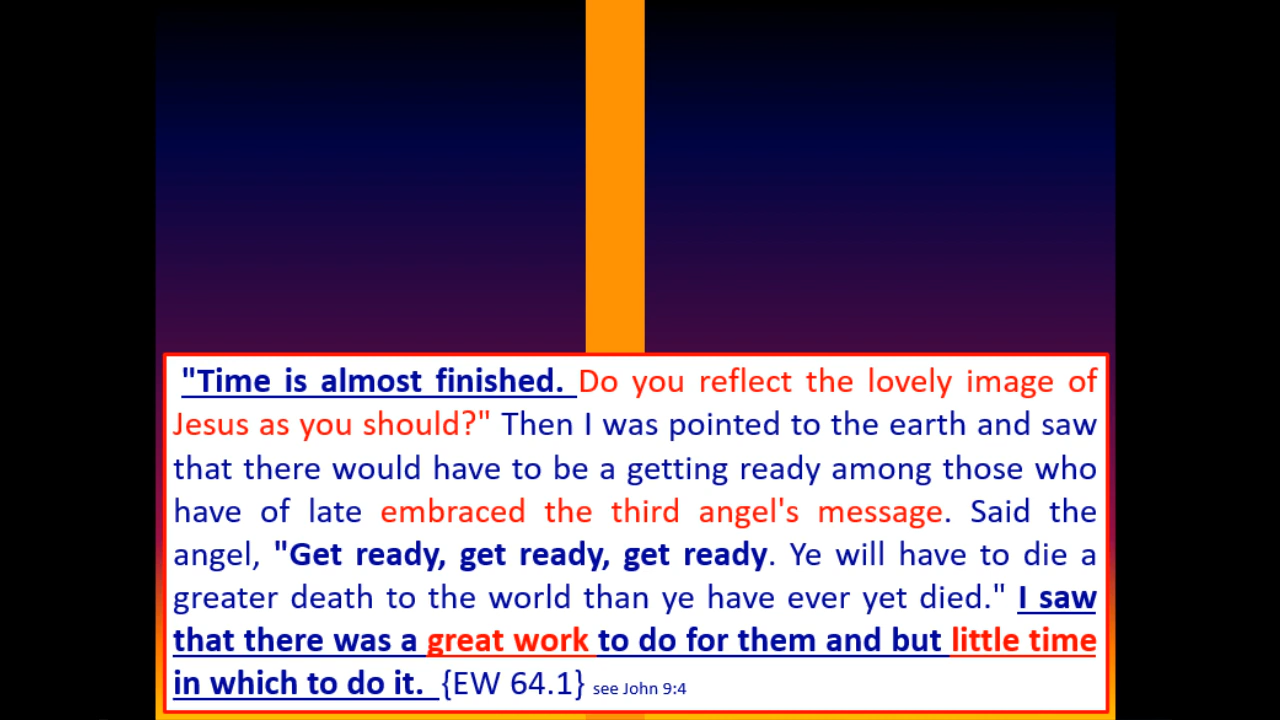 "Time is almost finished. Do you reflect the lovely image of
Jesus as you should?" Then I was pointed to the earth and saw
that there would have to be a getting ready among those who
have of late embraced the third angel's message. Said the
angel, "Get ready, get ready, get ready. Ye will have to die a
greater death to the world than ye have ever yet died." I saw
that there was a great work to do for them and but little time
in which to do it. {EW 64.1} see John 9:4